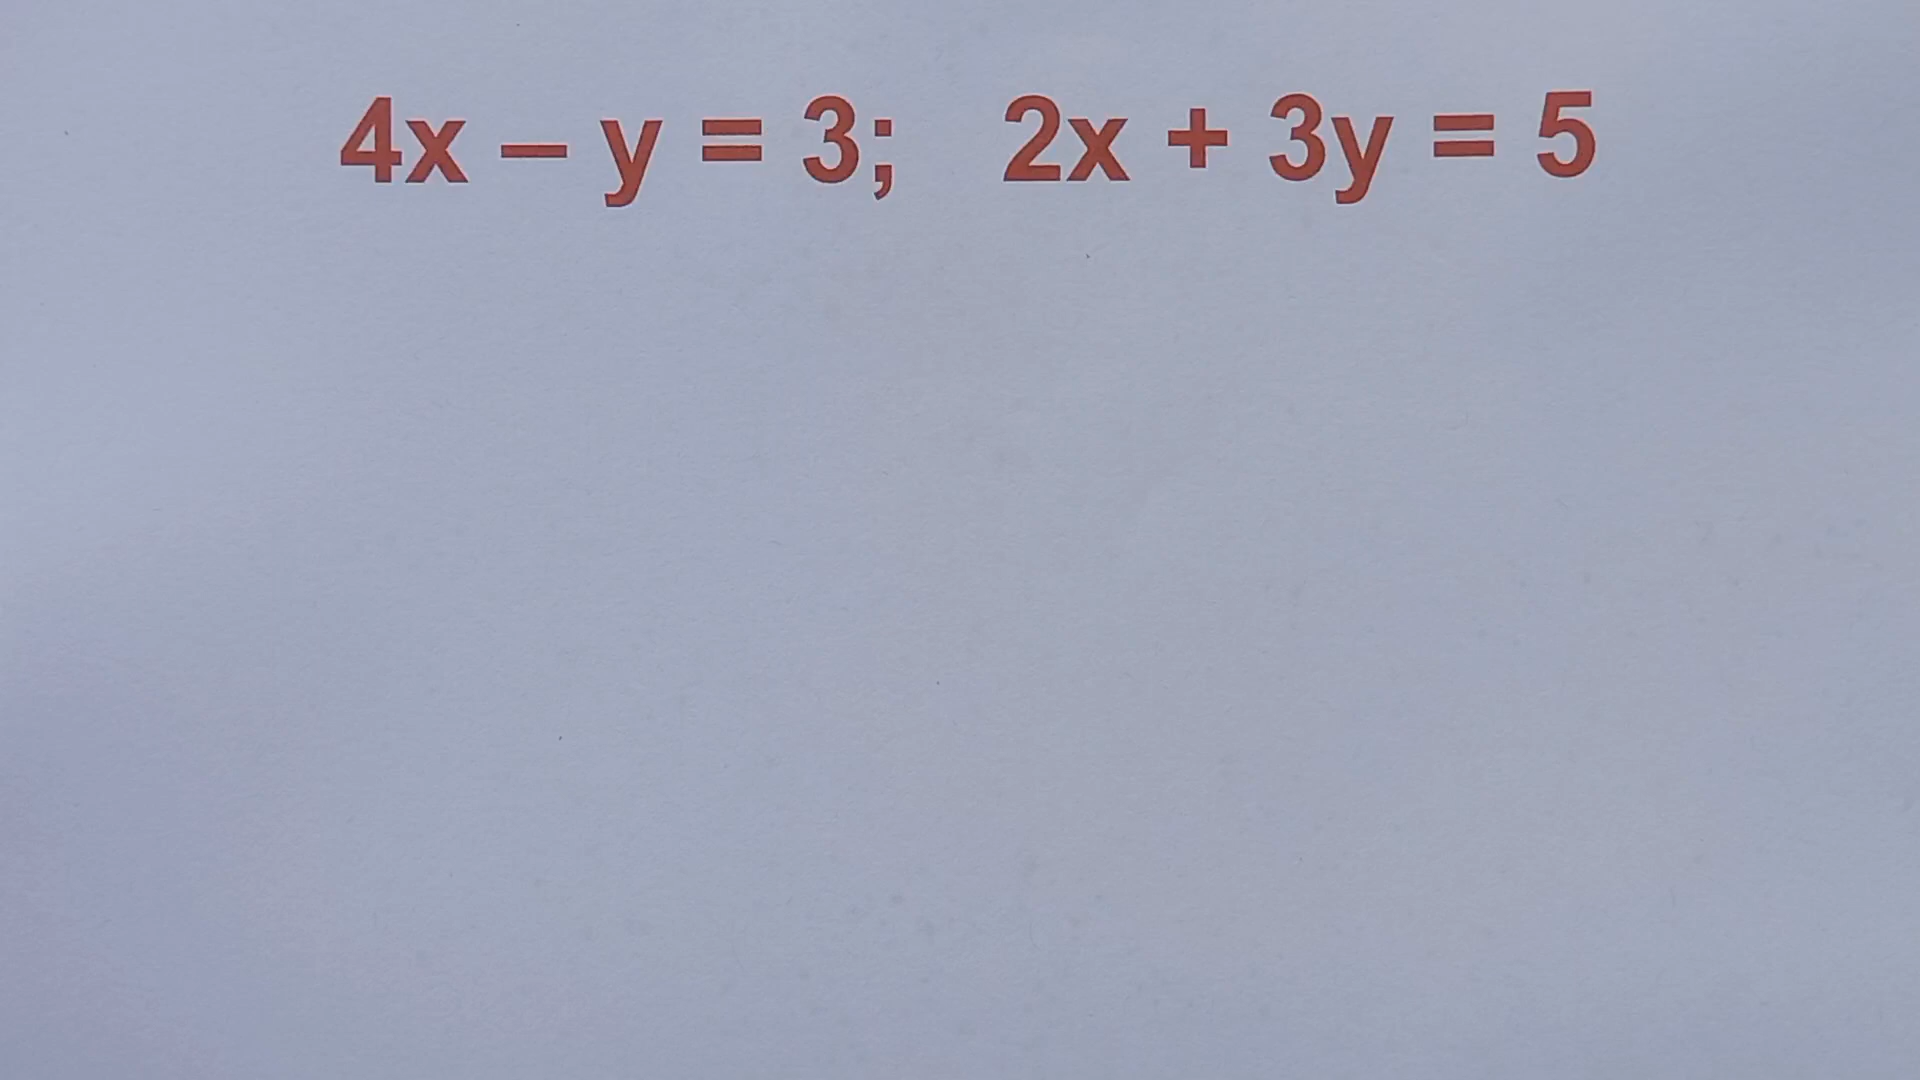 4x – y = 3; 2x + 3y = 5